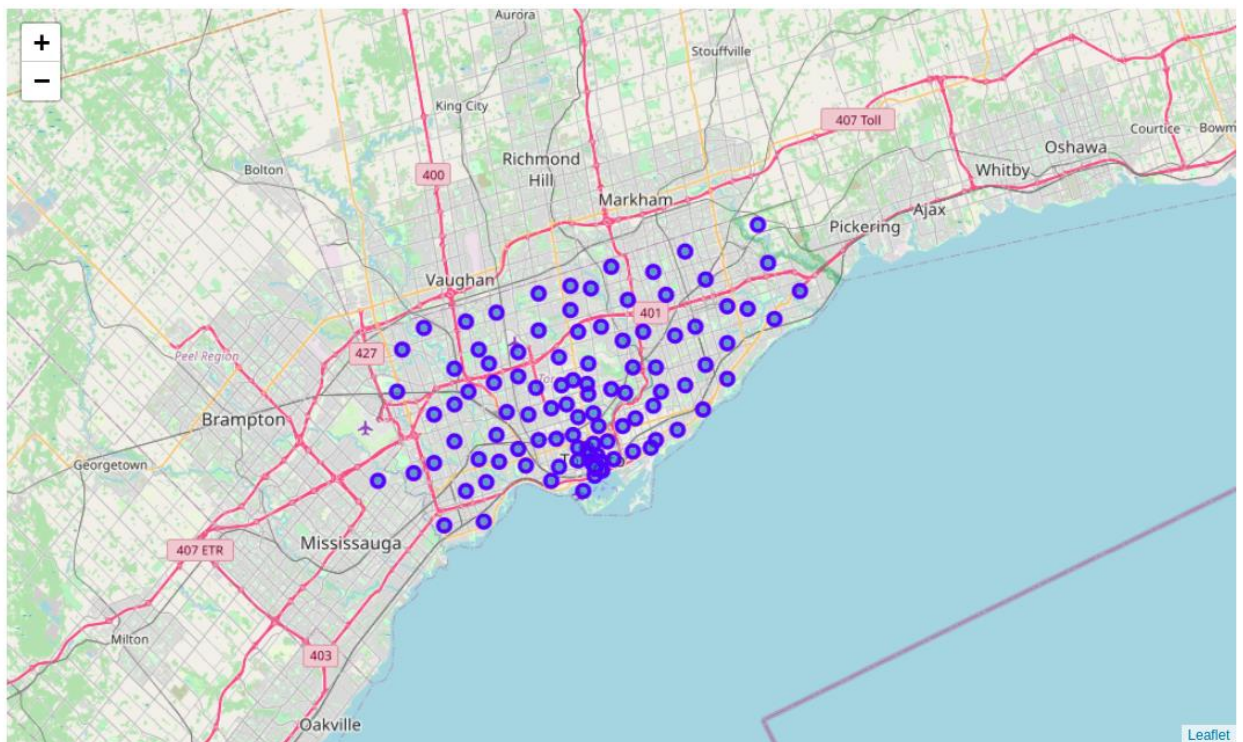 Aurora
+
−
Stouffville
King City
407 Toll
Courtice
Bowm
Oshawa
Richmond
Hill
Bolton
400
Whitby
Markham
Ajax
Pickering
Vaughan
401
427
Peel Region
Brampton
Georgetown
Mississauga
407 ETR
Milton
403
Oakville
Leaflet